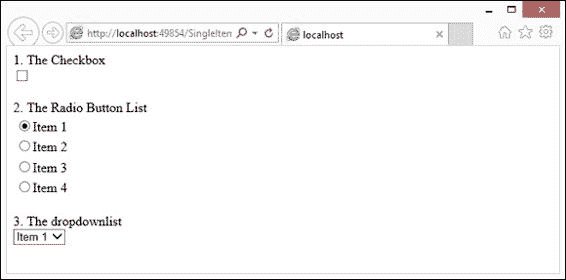 http://localhost:49854/SingleIten
localhost
1. The Checkbox
2. The Radio Button List
Item 1
Item 2
Item 3
Item 4
3. The dropdownlist
Item 1